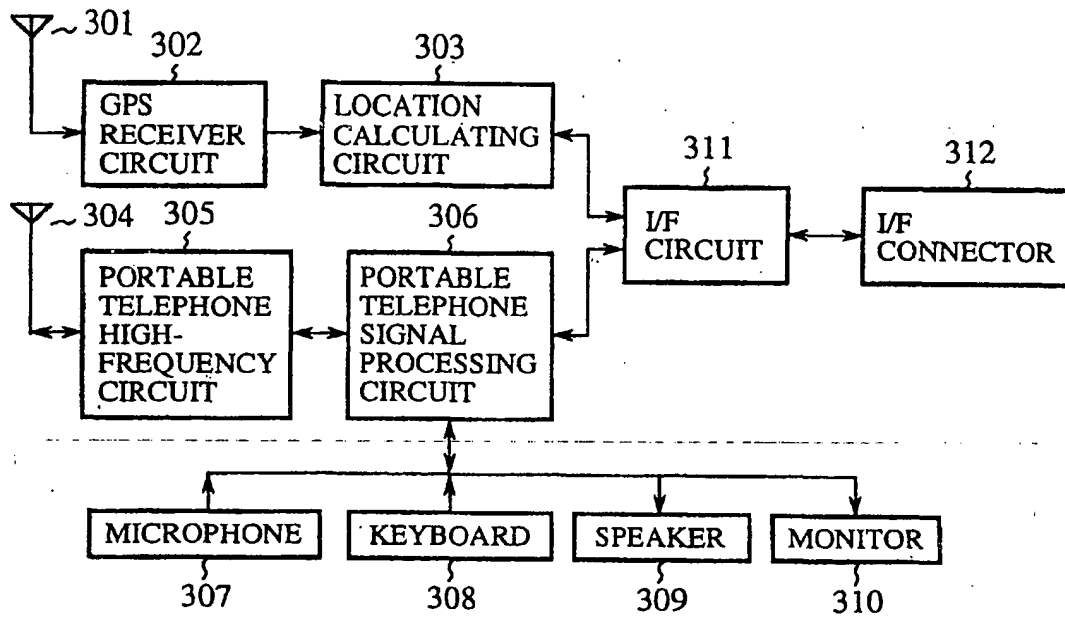 301
302
303
GPS
RECEIVER
CIRCUIT
LOCATION
CALCULATING
CIRCUIT
311
312
I/F
CIRCUIT
I/F
CONNECTOR
304
305
306
PORTABLE
TELEPHONE
HIGH-
FREQUENCY
CIRCUIT
PORTABLE
TELEPHONE
SIGNAL
PROCESSING
CIRCUIT
MICROPHONE
KEYBOARD
SPEAKER
MONITOR
307
308
309
310